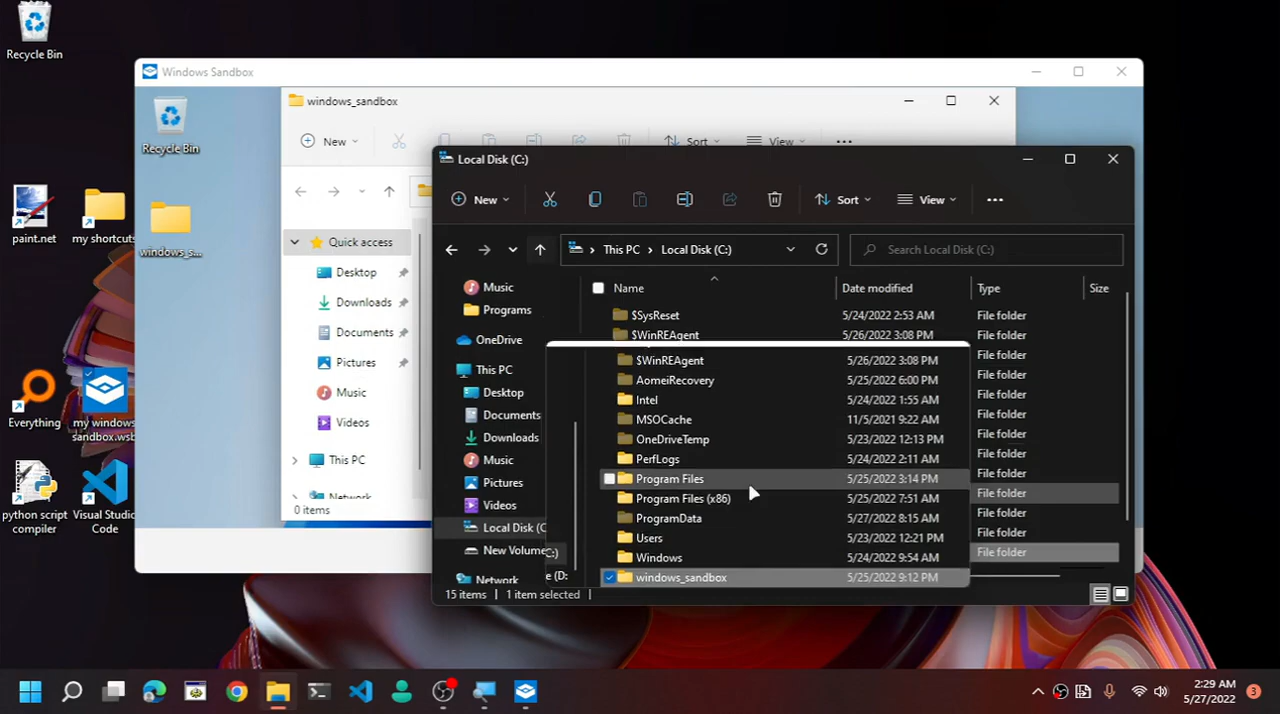 Recycle Bin
Windows Sandbox
windows_sandbox
New
Sort
View
Recycle Bin
windows_s...
Quick access
Desktop
Downloads
Documents
Pictures
Music
Videos
This PC
Network
0 items
paint.net
my shortcuts
Everything
my windows
sandbox.wsb
python script
compiler
Visual Studio
Code
Local Disk (C:)
New
Sort
View
This PC
Local Disk (C:)
Search Local Disk (C:)
Music
Programs
OneDrive
This PC
Desktop
Documents
Downloads
Music
Pictures
Videos
Local Disk (C
New Volume
Network
C:)
e (D:
Name
Date modified
Type
Size
$SysReset 5/24/2022 2:53 AM File folder
$WinREAgent 5/26/2022 3:08 PM File folder
$WinREAgent 5/26/2022 3:08 PM
AomeiRecovery 5/25/2022 6:00 PM
Intel 5/24/2022 1:55 AM
MSOCache 11/5/2021 9:22 AM
OneDriveTemp 5/23/2022 12:13 PM
PerfLogs 5/24/2022 2:11 AM
Program Files 5/25/2022 3:14 PM
Program Files (x86) 5/25/2022 7:51 AM
ProgramData 5/27/2022 8:15 AM
Users 5/23/2022 12:21 PM
Windows 5/24/2022 9:54 AM
windows_sandbox 5/25/2022 9:12 PM
File folder
File folder
File folder
File folder
File folder
File folder
File folder
File folder
File folder
File folder
File folder
15 items
1 item selected
2:29 AM
5/27/2022
3